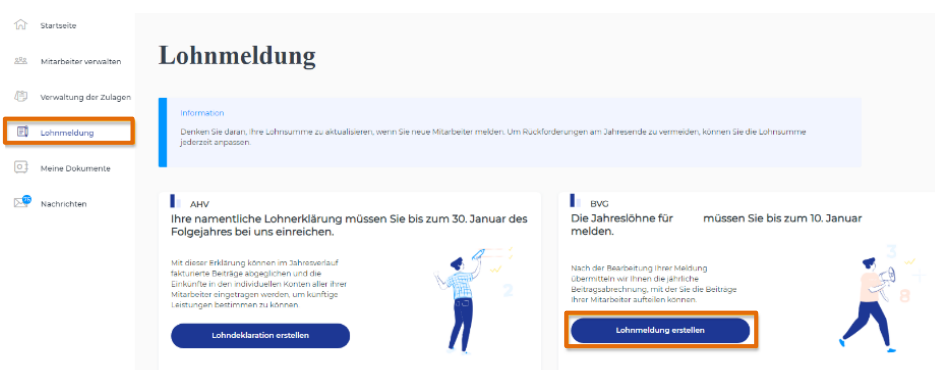 Startseite
Mitarbeiter verwalten
Verwaltung der Zulagen
Lohnmeldung
Meine Dokumente
Nachrichten
Lohnmeldung
Information
Denken Sie daran, Ihre Lohnsumme zu aktualisieren, wenn Sie neue Mitarbeiter melden. Um Rückforderungen am Jahresende zu vermeiden, können Sie die Lohnsumme
jederzeit anpassen.
AHV
Ihre namentliche Lohnerklärung müssen Sie bis zum 30. Januar des
Folgejahres bei uns einreichen.
Mit dieser Erklärung können im Jahresverlauf
fakturierte Beiträge abgeglichen und die
Einkünfte in den individuellen Konten aller Ihrer
Mitarbeiter eingetragen werden, um künftige
Leistungen bestimmen zu können.
2
Lohndeklaration erstellen
BVG
Die Jahreslöhne für müssen Sie bis zum 10. Januar
melden.
Nach der Bearbeitung Ihrer Meldung
übermitteln wir Ihnen die jährliche
Beitragsabrechnung, mit der Sie die Beiträge
Ihrer Mitarbeiter aufteilen können.
3
8
Lohnmeldung erstellen